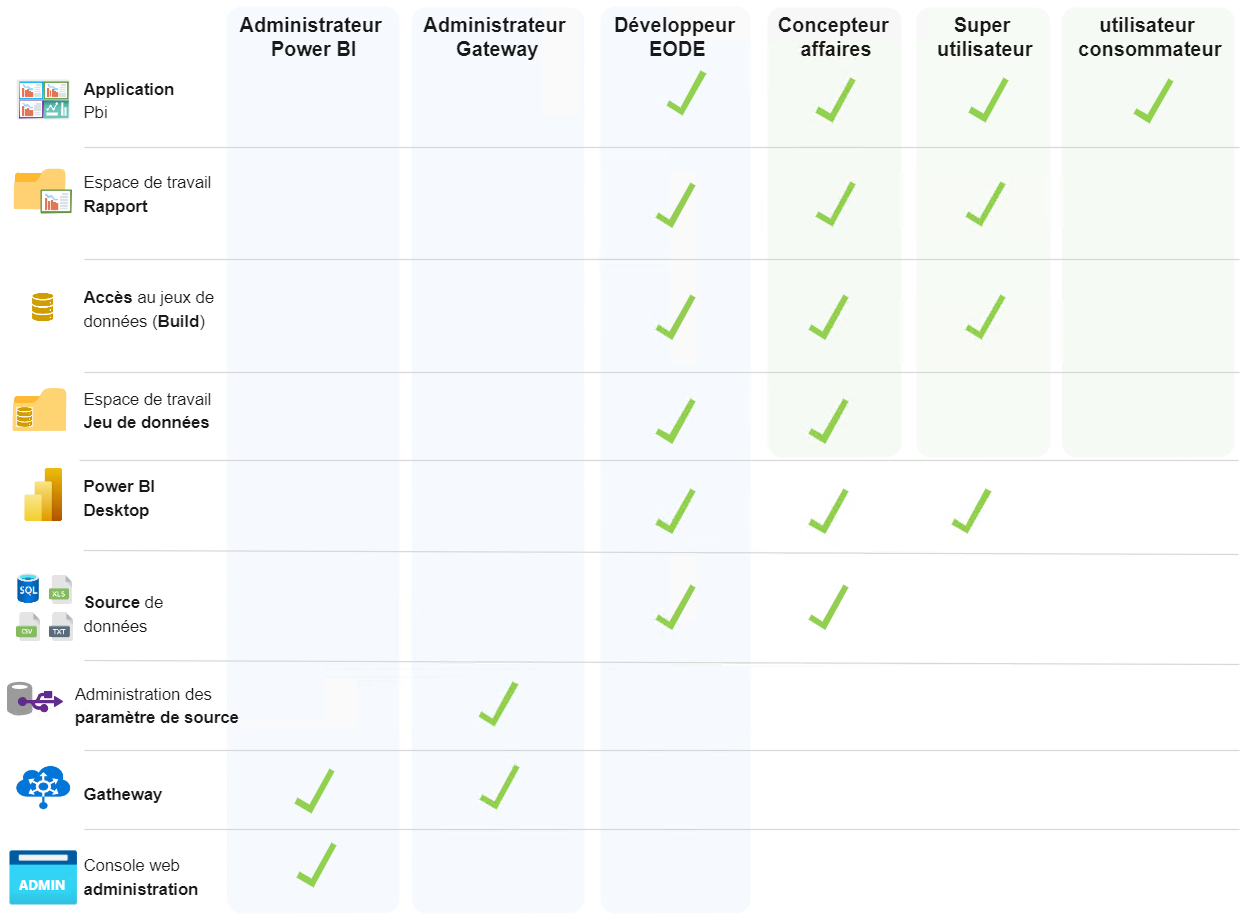 Administrateur
Power BI
Administrateur
Gateway
Développeur
EODE
Concepteur
affaires
Super
utilisateur
utilisateur
consommateur
Application
Pbi
Espace de travail
Rapport
Accès au jeux de
données (Build)
Espace de travail
Jeu de données
Power BI
Desktop
SQL
XLS
CSV
TXT
Source de
données
Administration des
paramètre de source
Gatheway
ADMIN
Console web
administration